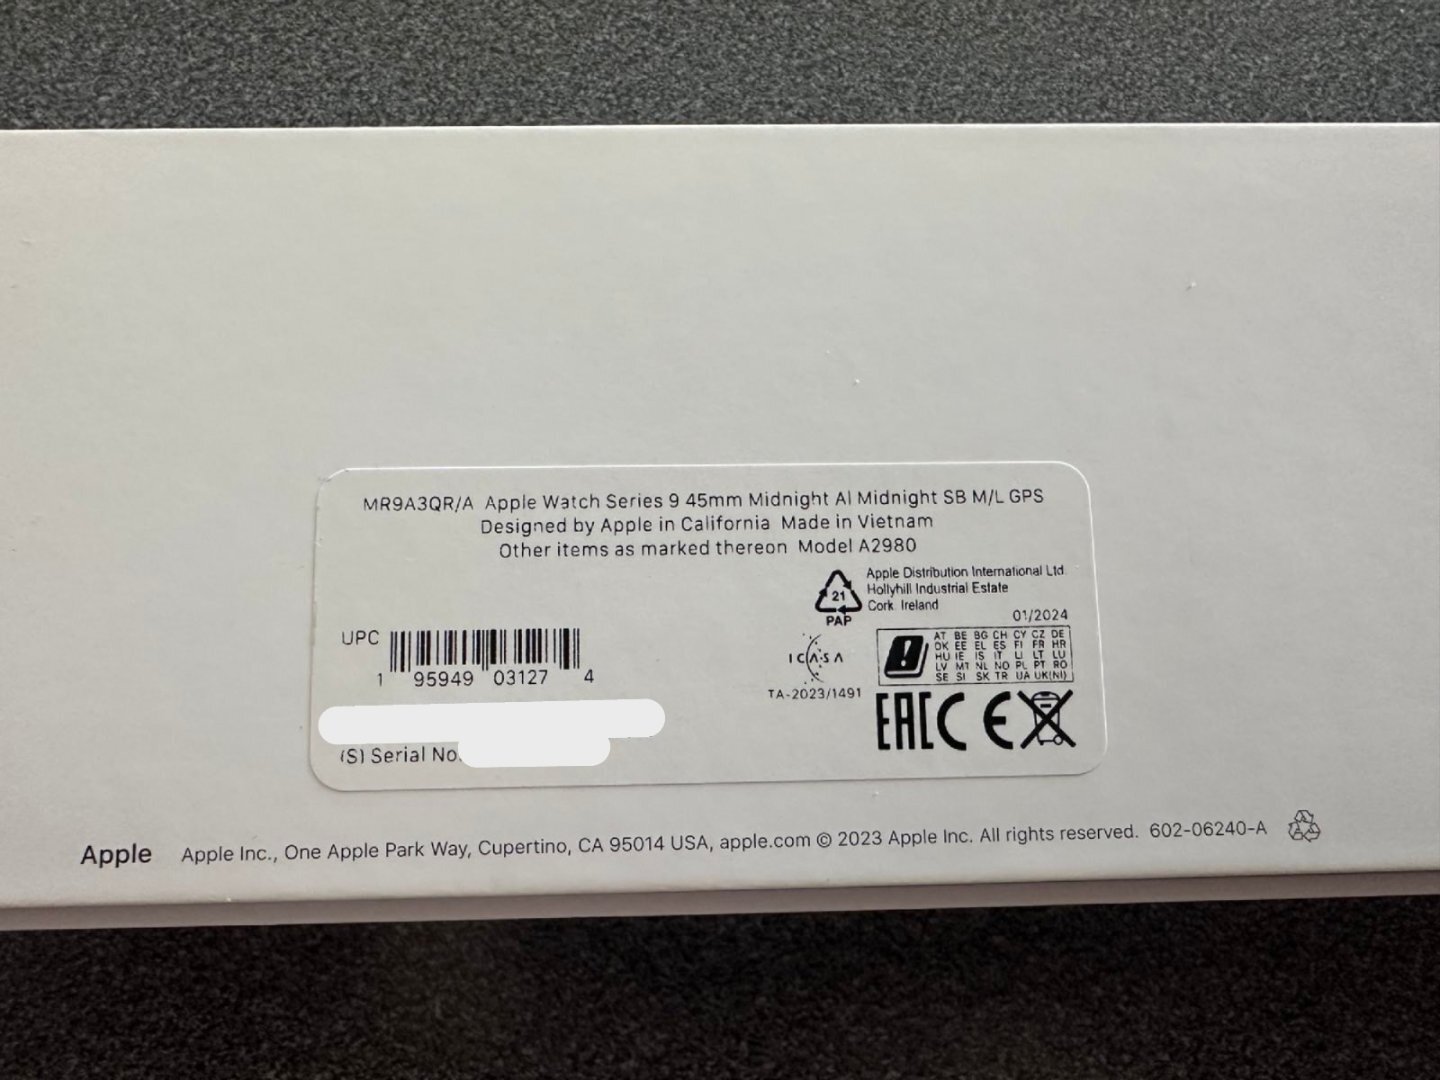 MR9A3QR/A Apple Watch Series 9 45mm Midnight Al Midnight SB M/L GPS
Designed by Apple in California Made in Vietnam
Other items as marked thereon Model A2980
21
PAP
Apple Distribution International Ltd
Hollyhill Industrial Estate
Cork Ireland
01/2024
UPC
1 95949 03127 4
ICASA
TA-2023/1491
AT BE BG CH CY CZ DE
DK EE EL ES FI FR HR
HU IE IS IT LI LT LU
LV MT NL NO PL PT RO
SE SI SK TR UA UK(NI)
EAC CE
(S) Serial No.
Apple Apple Inc., One Apple Park Way, Cupertino, CA 95014 USA, apple.com © 2023 Apple Inc. All rights reserved. 602-06240-A